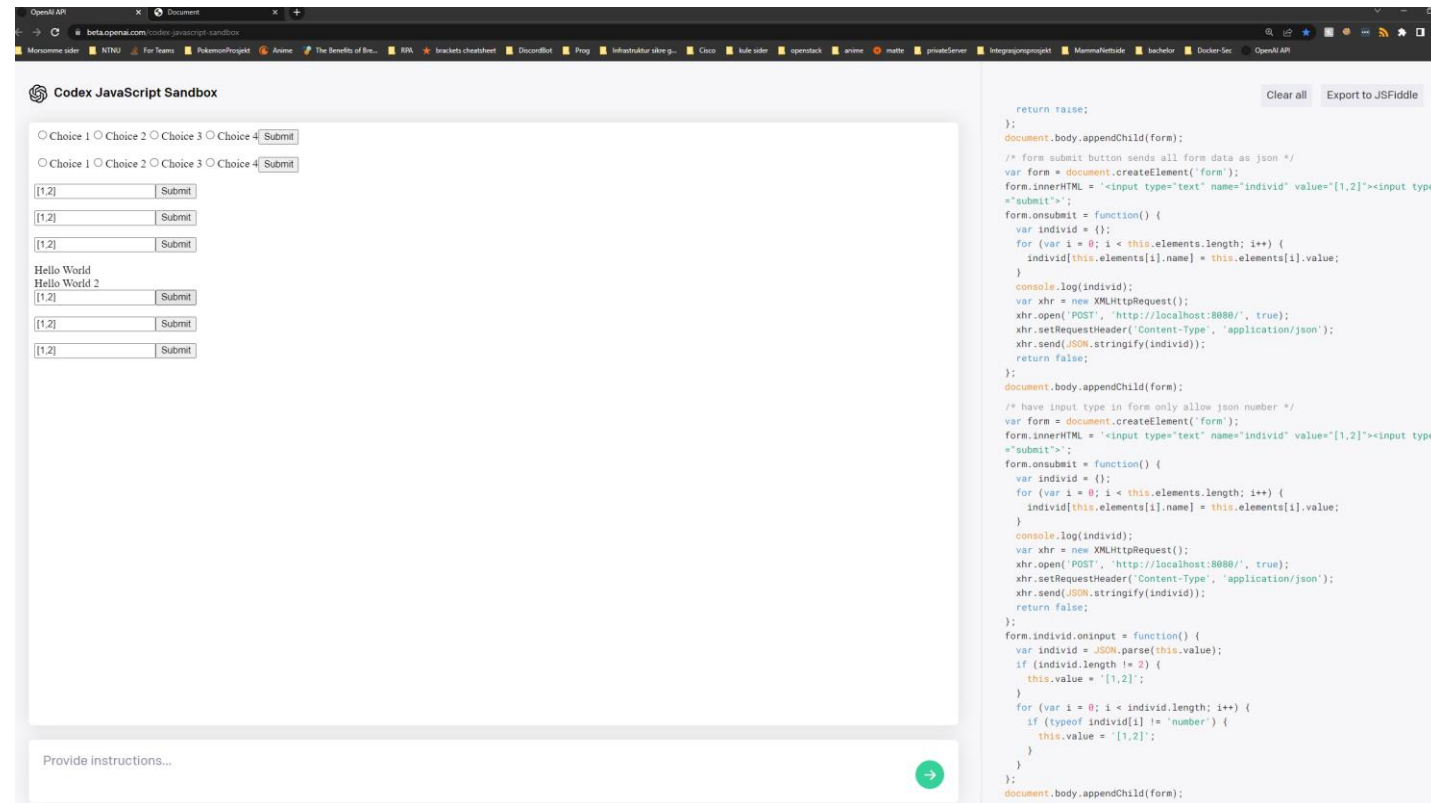 OpenAI API
Document
beta.openai.com/codex-javascript-sandbox
Morsomme sider NTNU For Teams PokemonProsjekt Anime The Benefits of Bre... RPA brackets cheatsheet DiscordBot Prog Infrastruktur sikre g... Cisco kule sider openstack anime matte privateServer Integrasjonsprosjekt MammaNettside bachelor Docker-Sec OpenAI API
Codex JavaScript Sandbox
Clear all Export to JSFiddle
Choice 1 Choice 2 Choice 3 Choice 4 Submit
Choice 1 Choice 2 Choice 3 Choice 4 Submit
[1,2] Submit
[1,2] Submit
[1,2] Submit
Hello World
Hello World 2
[1,2] Submit
[1,2] Submit
[1,2] Submit
Provide instructions...
return false;
};
document.body.appendChild(form);
/* form submit button sends all form data as json */
var form = document.createElement('form');
form.innerHTML = '<input type="text" name="individ" value="[1,2]"><input type
="submit">';
form.onsubmit = function() {
var individ = {};
for (var i = 0; i < this.elements.length; i++) {
individ[this.elements[i].name] = this.elements[i].value;
}
console.log(individ);
var xhr = new XMLHttpRequest();
xhr.open('POST', 'http://localhost:8080/', true);
xhr.setRequestHeader('Content-Type', 'application/json');
xhr.send(JSON.stringify(individ));
return false;
};
document.body.appendChild(form);
/* have input type in form only allow json number */
var form = document.createElement('form');
form.innerHTML = '<input type="text" name="individ" value="[1,2]"><input type
="submit">';
form.onsubmit = function() {
var individ = {};
for (var i = 0; i < this.elements.length; i++) {
individ[this.elements[i].name] = this.elements[i].value;
}
console.log(individ);
var xhr = new XMLHttpRequest();
xhr.open('POST', 'http://localhost:8080/', true);
xhr.setRequestHeader('Content-Type', 'application/json');
xhr.send(JSON.stringify(individ));
return false;
};
form.individ.oninput = function() {
var individ = JSON.parse(this.value);
if (individ.length != 2) {
this.value = '[1,2]';
}
for (var i = 0; i < individ.length; i++) {
if (typeof individ[i] != 'number') {
this.value = '[1,2]';
}
}
};
document.body.appendChild(form);